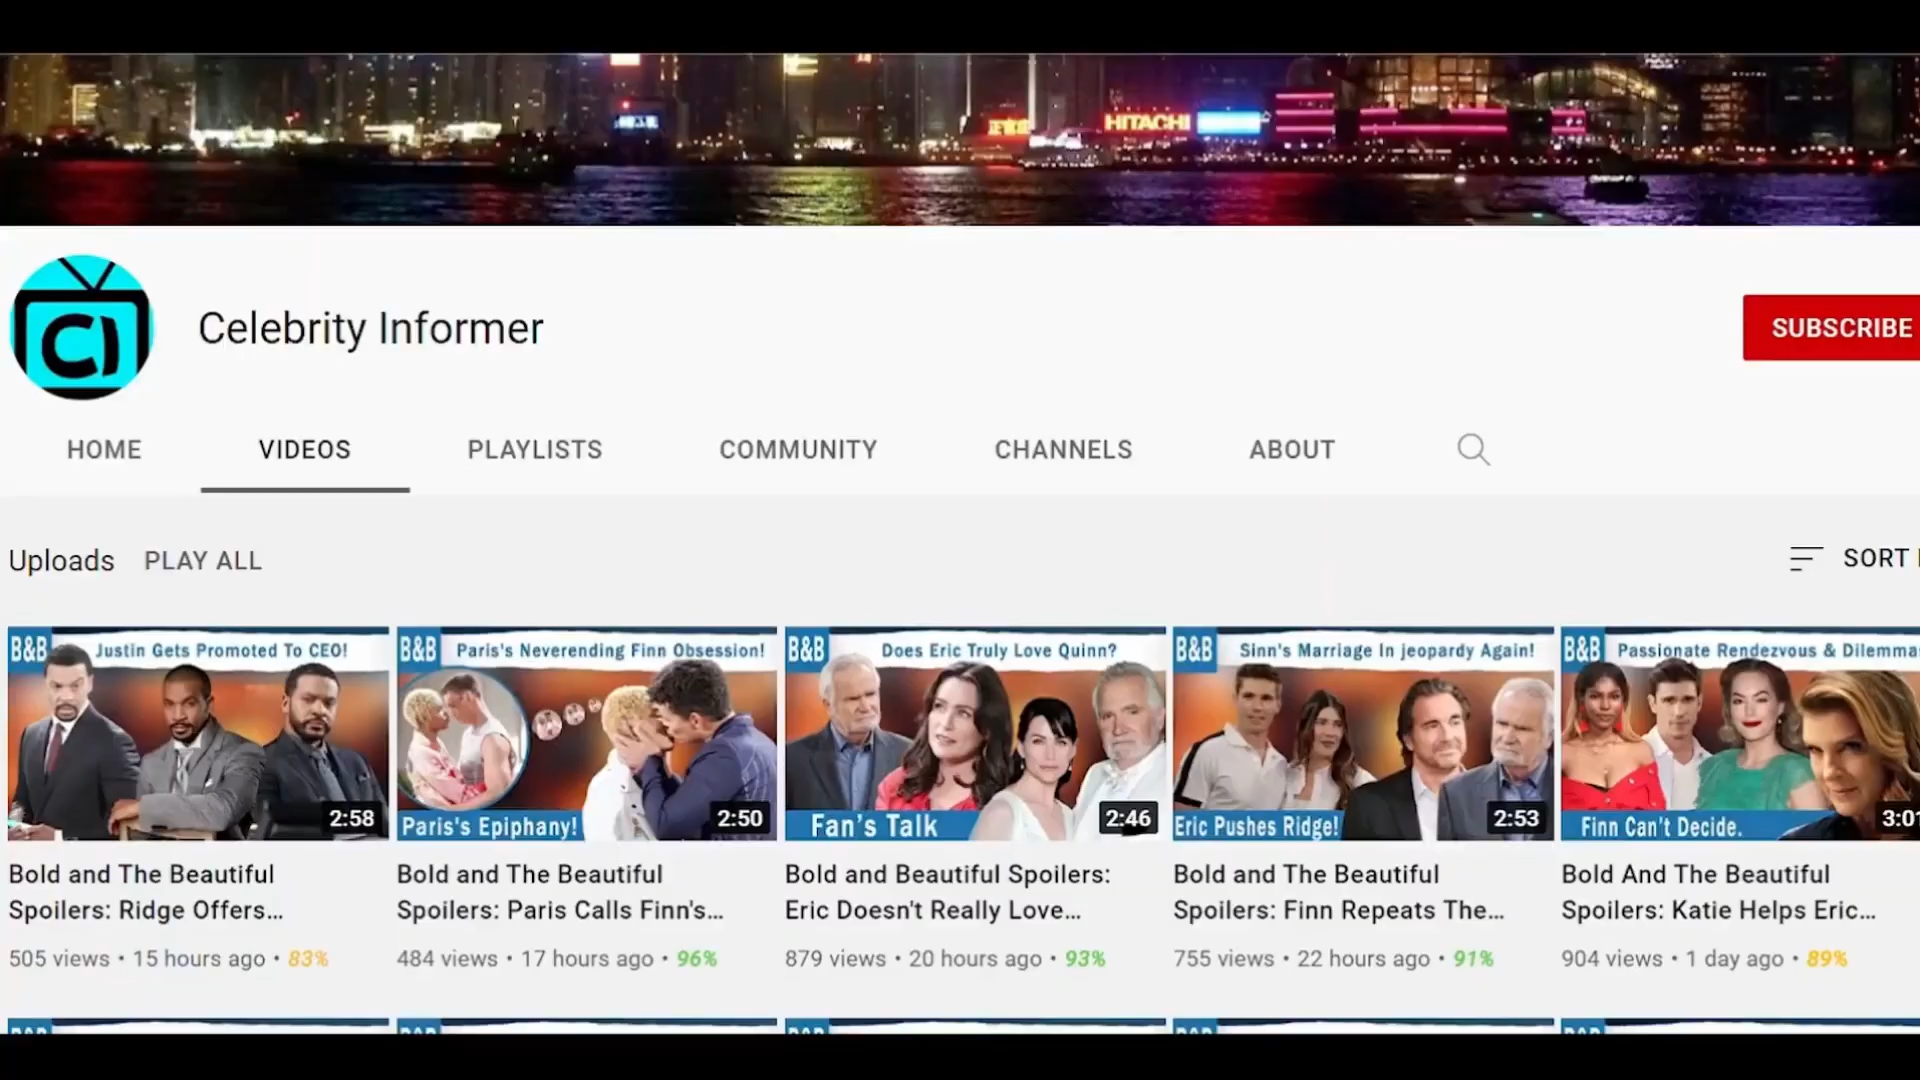 HITACHI
CI
Celebrity Informer
SUBSCRIBE
HOME
VIDEOS
PLAYLISTS
COMMUNITY
CHANNELS
ABOUT
Uploads
PLAY ALL
SORT
B&B
Justin Gets Promoted To CEO!
2:58
Bold and The Beautiful
Spoilers: Ridge Offers...
505 views • 15 hours ago • 83%
B&B
Paris's Neverending Finn Obsession!
Paris's Epiphany!
2:50
Bold and The Beautiful
Spoilers: Paris Calls Finn's...
484 views • 17 hours ago • 96%
B&B
Does Eric Truly Love Quinn?
Fan's Talk
2:46
Bold and Beautiful Spoilers:
Eric Doesn't Really Love...
879 views • 20 hours ago • 93%
B&B
Sinn's Marriage In jeopardy Again!
Eric Pushes Ridge!
2:53
Bold and The Beautiful
Spoilers: Finn Repeats The...
755 views • 22 hours ago • 91%
B&B
Passionate Rendezvous & Dilemma
Finn Can't Decide.
3:01
Bold And The Beautiful
Spoilers: Katie Helps Eric...
904 views • 1 day ago • 89%